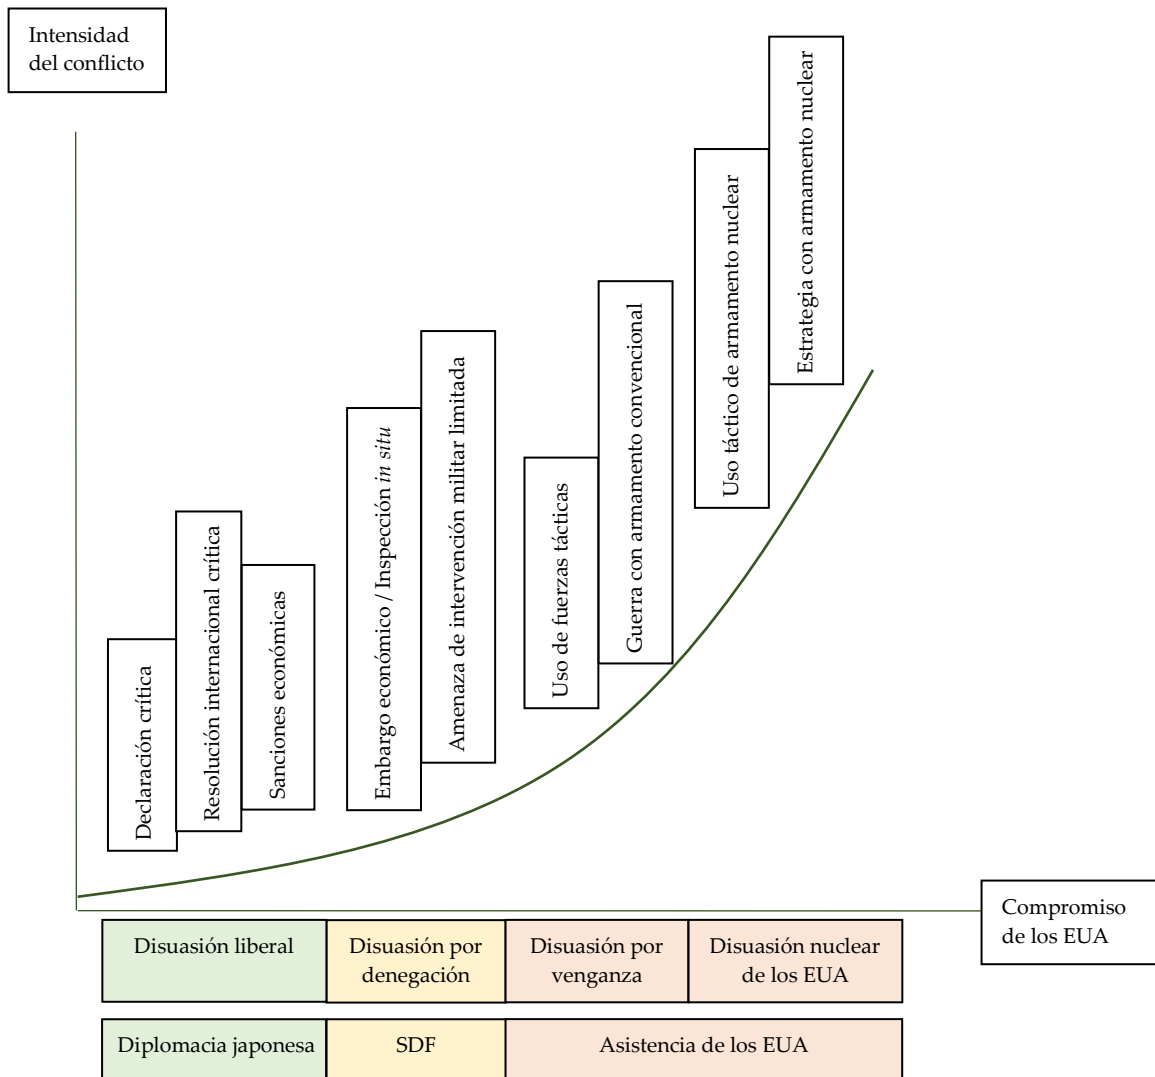 Intensidad
del conflicto
Declaración crítica
Resolución internacional crítica
Sanciones económicas
Embargo económico / Inspección in situ
Amenaza de intervención militar limitada
Uso de fuerzas tácticas
Guerra con armamento convencional
Uso táctico de armamento nuclear
Estrategia con armamento nuclear
Compromiso
de los EUA
Disuasión liberal
Disuasión por
denegación
Disuasión por
venganza
Disuasión nuclear
de los EUA
Diplomacia japonesa
SDF
Asistencia de los EUA